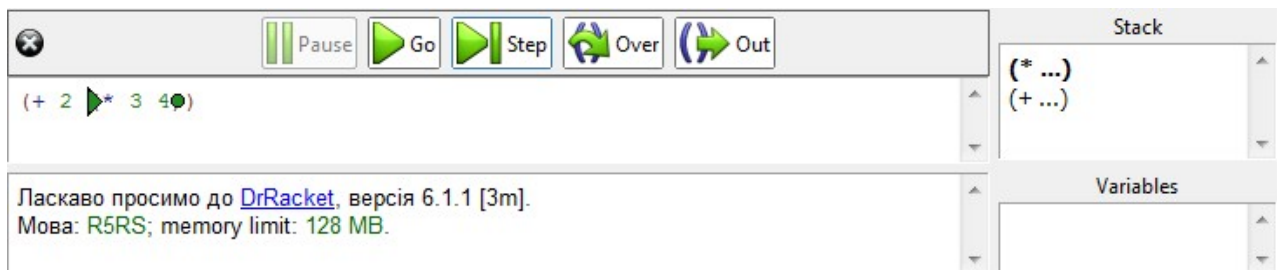 Pause Go Step Over Out
Stack
(* ...)
(+ ...)
(+ 2 * 3 4)
Variables
Ласкаво просимо до DrRacket, версія 6.1.1 [3m].
Мова: R5RS; memory limit: 128 MB.